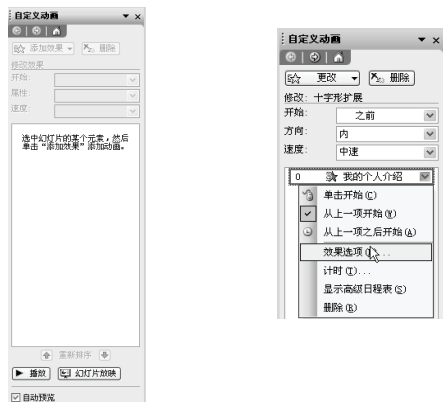 自定义动画
添加效果
删除
修改效果
开始:
属性:
速度:
选中幻灯片的某个元素，然后
单击“添加效果”添加动画。
重新排序
播放
幻灯片放映
自动预览
自定义动画
更改
删除
修改: 十字形扩展
开始: 之前
方向: 内
速度: 中速
0 我的个人介绍
单击开始(C)
从上一项开始(W)
从上一项之后开始(A)
效果选项
计时(T)...
显示高级日程表(S)
删除(R)